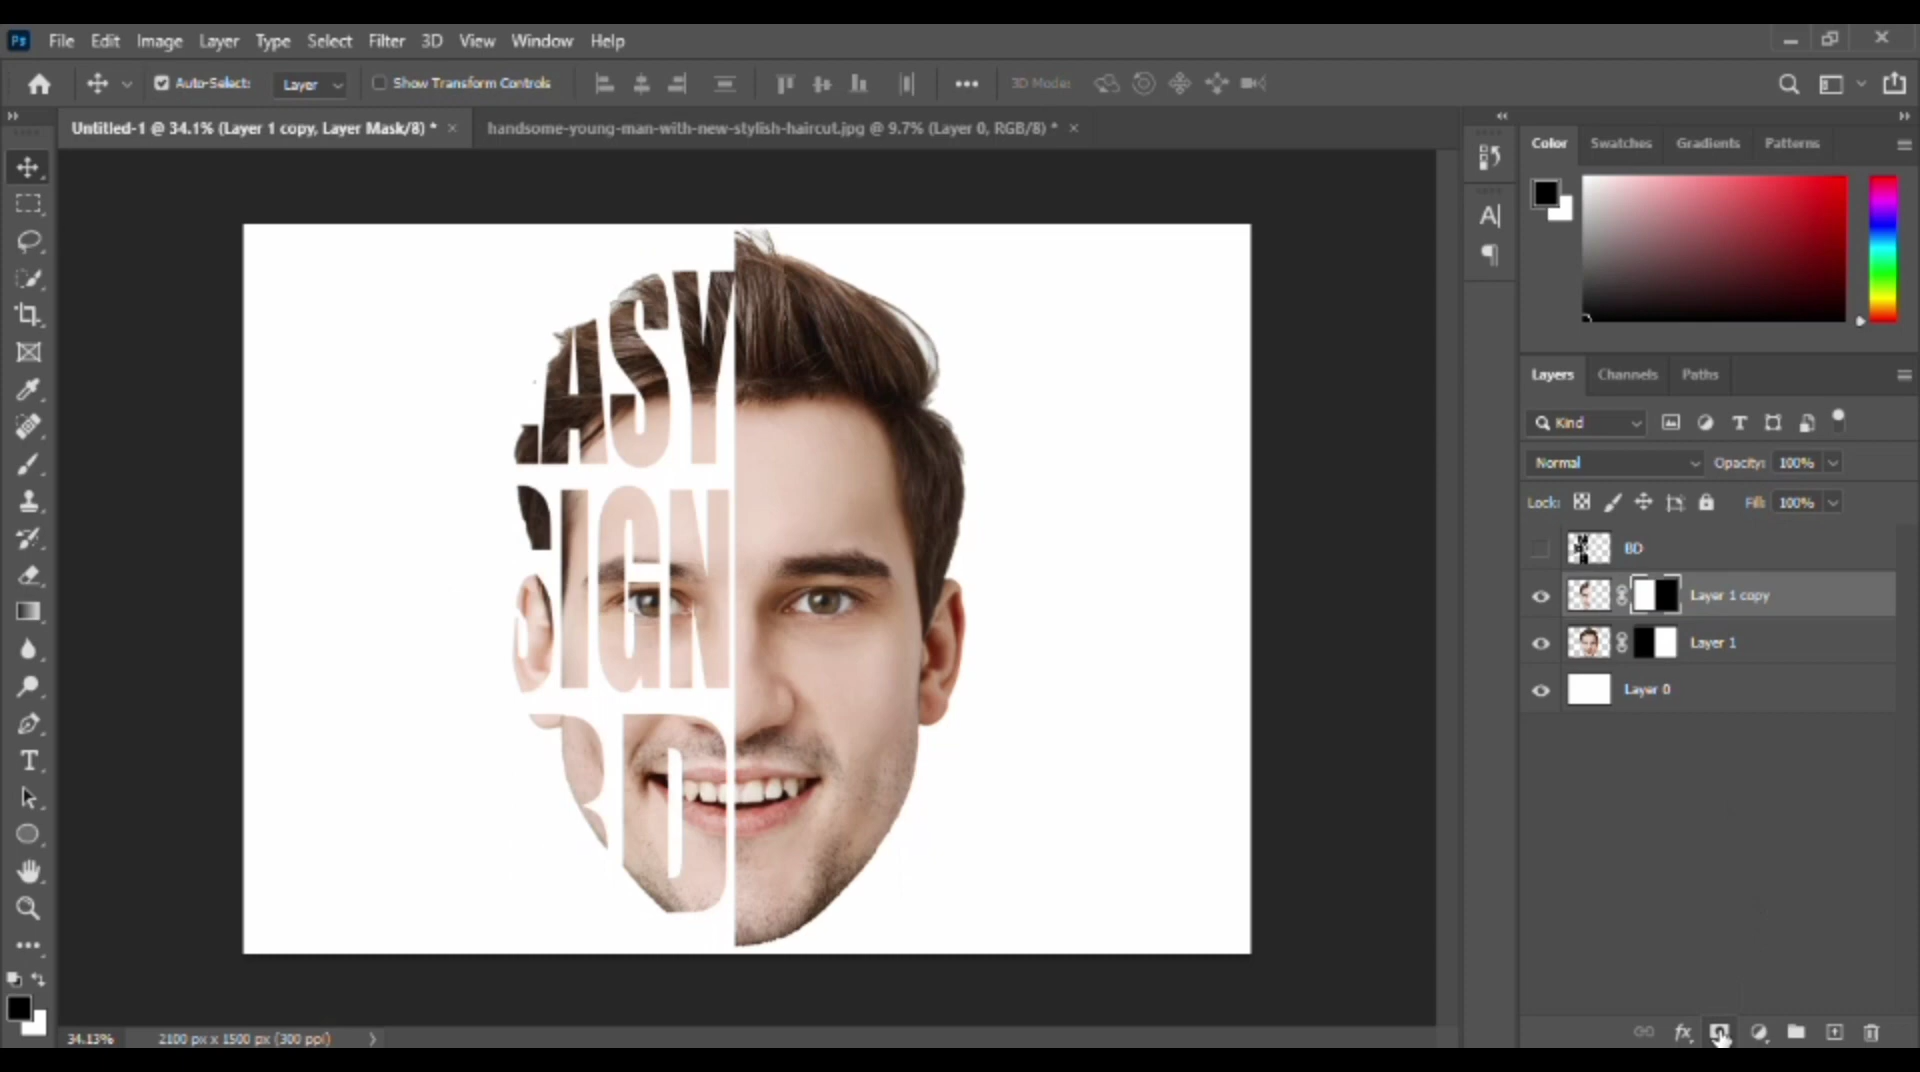 Ps File Edit Image Layer Type Select Filter 3D View Window Help
Auto-Select: Layer Show Transform Controls 3D Mode:
Untitled-1 @ 34.1% (Layer 1 copy, Layer Mask/8) * × handsome-young-man-with-new-stylish-haircut.jpg @ 9.7% (Layer 0, RGB/8) * ×
Color Swatches Gradients Patterns
Layers Channels Paths
Kind
Normal Opacity: 100%
Lock: Fill: 100%
BD
Layer 1 copy
Layer 1
Layer 0
ASY
SIGN
BD
34.13% 2100 px x 1500 px (300 ppi)